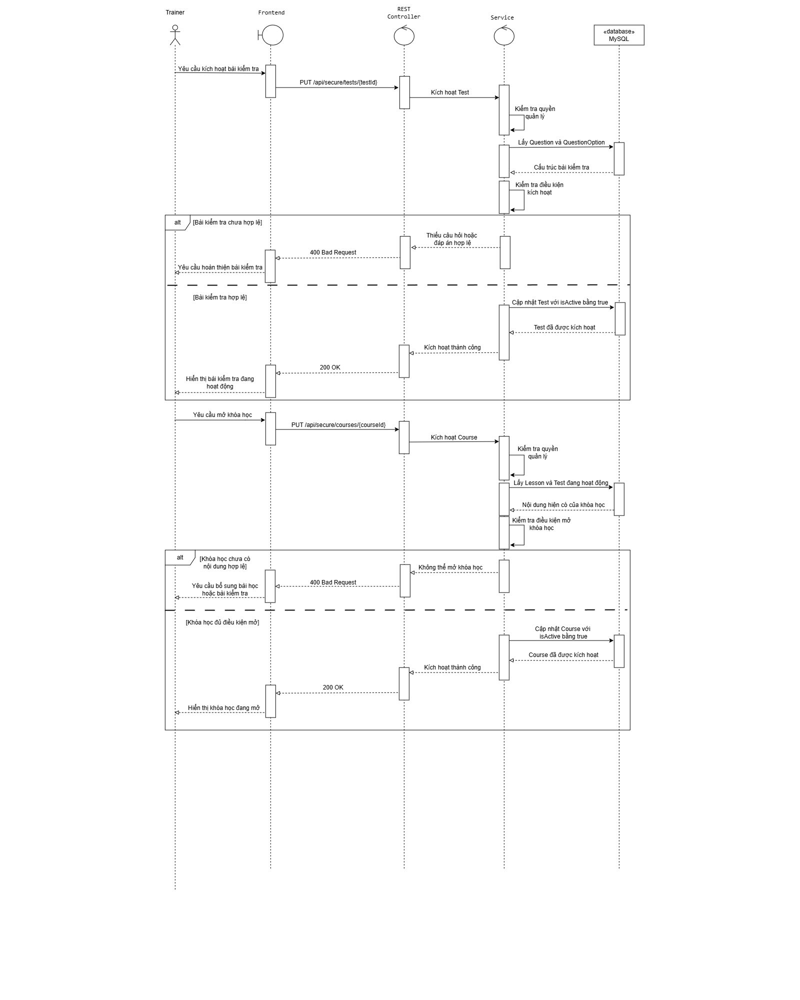 Trainer
Frontend
REST
Controller
Service
«database»
MySQL
Yêu cầu kích hoạt bài kiểm tra
PUT /api/secure/tests/{testId}
Kích hoạt Test
Kiểm tra quyền
quản lý
Lấy Question và QuestionOption
Cấu trúc bài kiểm tra
Kiểm tra điều kiện
kích hoạt
alt
[Bài kiểm tra chưa hợp lệ]
Thiếu câu hỏi hoặc
đáp án hợp lệ
400 Bad Request
Yêu cầu hoàn thiện bài kiểm tra
[Bài kiểm tra hợp lệ]
Cập nhật Test với isActive bằng true
Test đã được kích hoạt
Kích hoạt thành công
200 OK
Hiển thị bài kiểm tra đang
hoạt động
Yêu cầu mở khóa học
PUT /api/secure/courses/{courseId}
Kích hoạt Course
Kiểm tra quyền
quản lý
Lấy Lesson và Test đang hoạt động
Nội dung hiện có của khóa học
Kiểm tra điều kiện mở
khóa học
alt
[Khóa học chưa có
nội dung hợp lệ]
Không thể mở khóa học
400 Bad Request
Yêu cầu bổ sung bài học
hoặc bài kiểm tra
[Khóa học đủ điều kiện mở]
Cập nhật Course với
isActive bằng true
Course đã được kích hoạt
Kích hoạt thành công
200 OK
Hiển thị khóa học đang mở